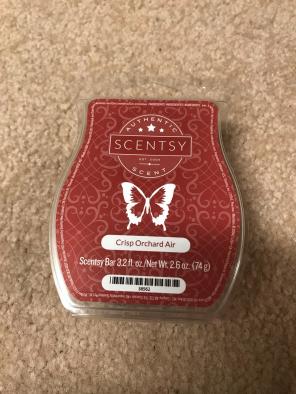 AUTHENTIC
SCENTSY
EST. 2004
SCENT
Crisp Orchard Air
Scentsy Bar 3.2 fl. oz./Net Wt. 2.6 oz. (74 g)